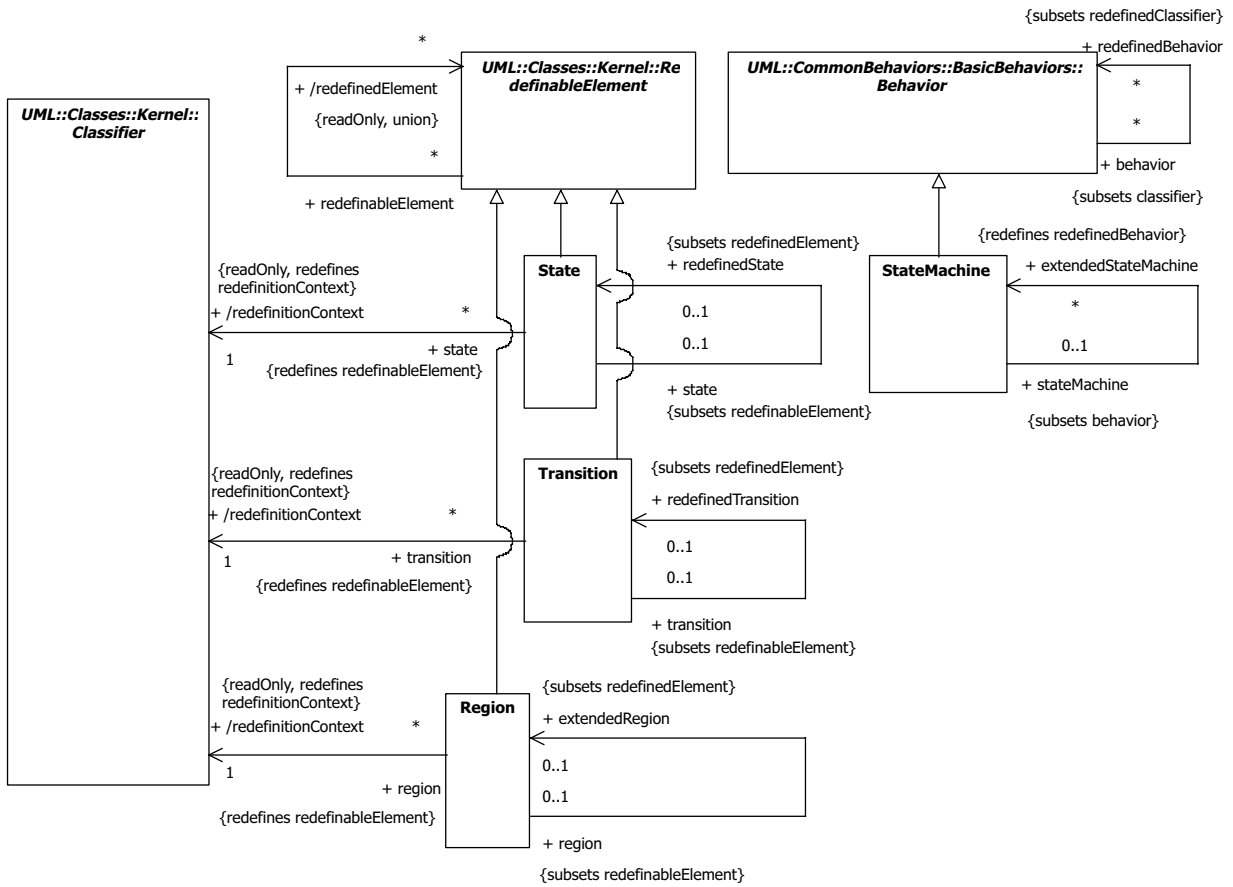 {subsets redefinedClassifier}
+ redefinedBehavior
*
*
+ behavior
{subsets classifier}
UML::CommonBehaviors::BasicBehaviors::
Behavior
*
+ /redefinedElement
{readOnly, union}
*
+ redefinableElement
UML::Classes::Kernel::Re
definableElement
UML::Classes::Kernel::
Classifier
{readOnly, redefines
redefinitionContext}
+ /redefinitionContext
*
1
+ state
{redefines redefinableElement}
State
{subsets redefinedElement}
+ redefinedState
0..1
0..1
+ state
{subsets redefinableElement}
StateMachine
{redefines redefinedBehavior}
+ extendedStateMachine
*
0..1
+ stateMachine
{subsets behavior}
{readOnly, redefines
redefinitionContext}
+ /redefinitionContext
*
1
+ transition
{redefines redefinableElement}
Transition
{subsets redefinedElement}
+ redefinedTransition
0..1
0..1
+ transition
{subsets redefinableElement}
{readOnly, redefines
redefinitionContext}
+ /redefinitionContext
*
1
+ region
{redefines redefinableElement}
Region
{subsets redefinedElement}
+ extendedRegion
0..1
0..1
+ region
{subsets redefinableElement}